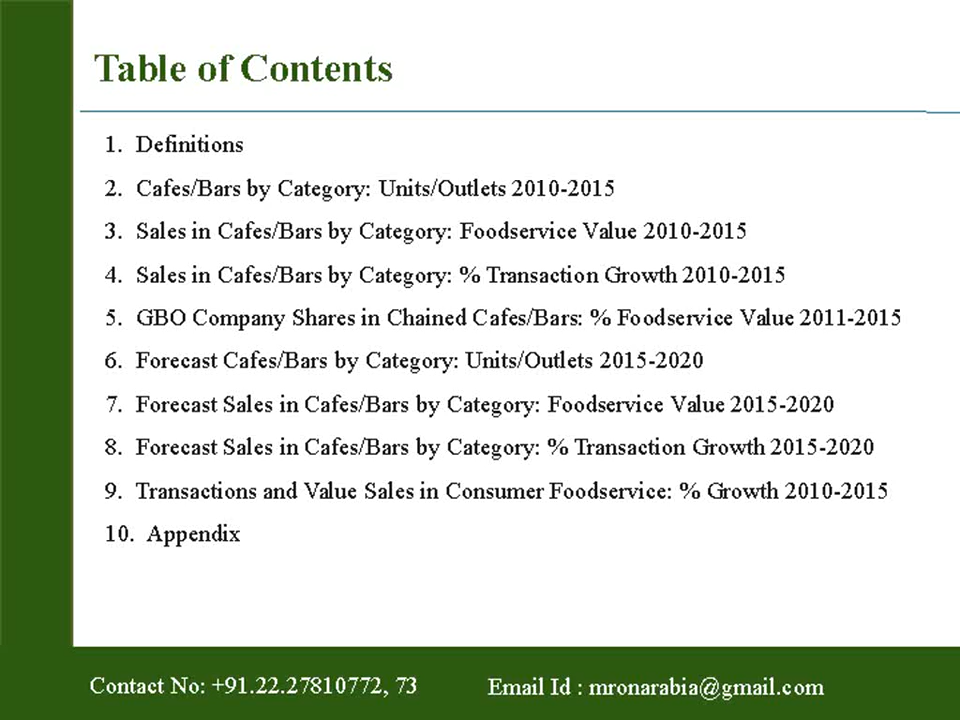 Table of Contents
1. Definitions
2. Cafes/Bars by Category: Units/Outlets 2010-2015
3. Sales in Cafes/Bars by Category: Foodservice Value 2010-2015
4. Sales in Cafes/Bars by Category: % Transaction Growth 2010-2015
5. GBO Company Shares in Chained Cafes/Bars: % Foodservice Value 2011-2015
6. Forecast Cafes/Bars by Category: Units/Outlets 2015-2020
7. Forecast Sales in Cafes/Bars by Category: Foodservice Value 2015-2020
8. Forecast Sales in Cafes/Bars by Category: % Transaction Growth 2015-2020
9. Transactions and Value Sales in Consumer Foodservice: % Growth 2010-2015
10. Appendix
Contact No: +91.22.27810772, 73
Email Id : mronarabia@gmail.com